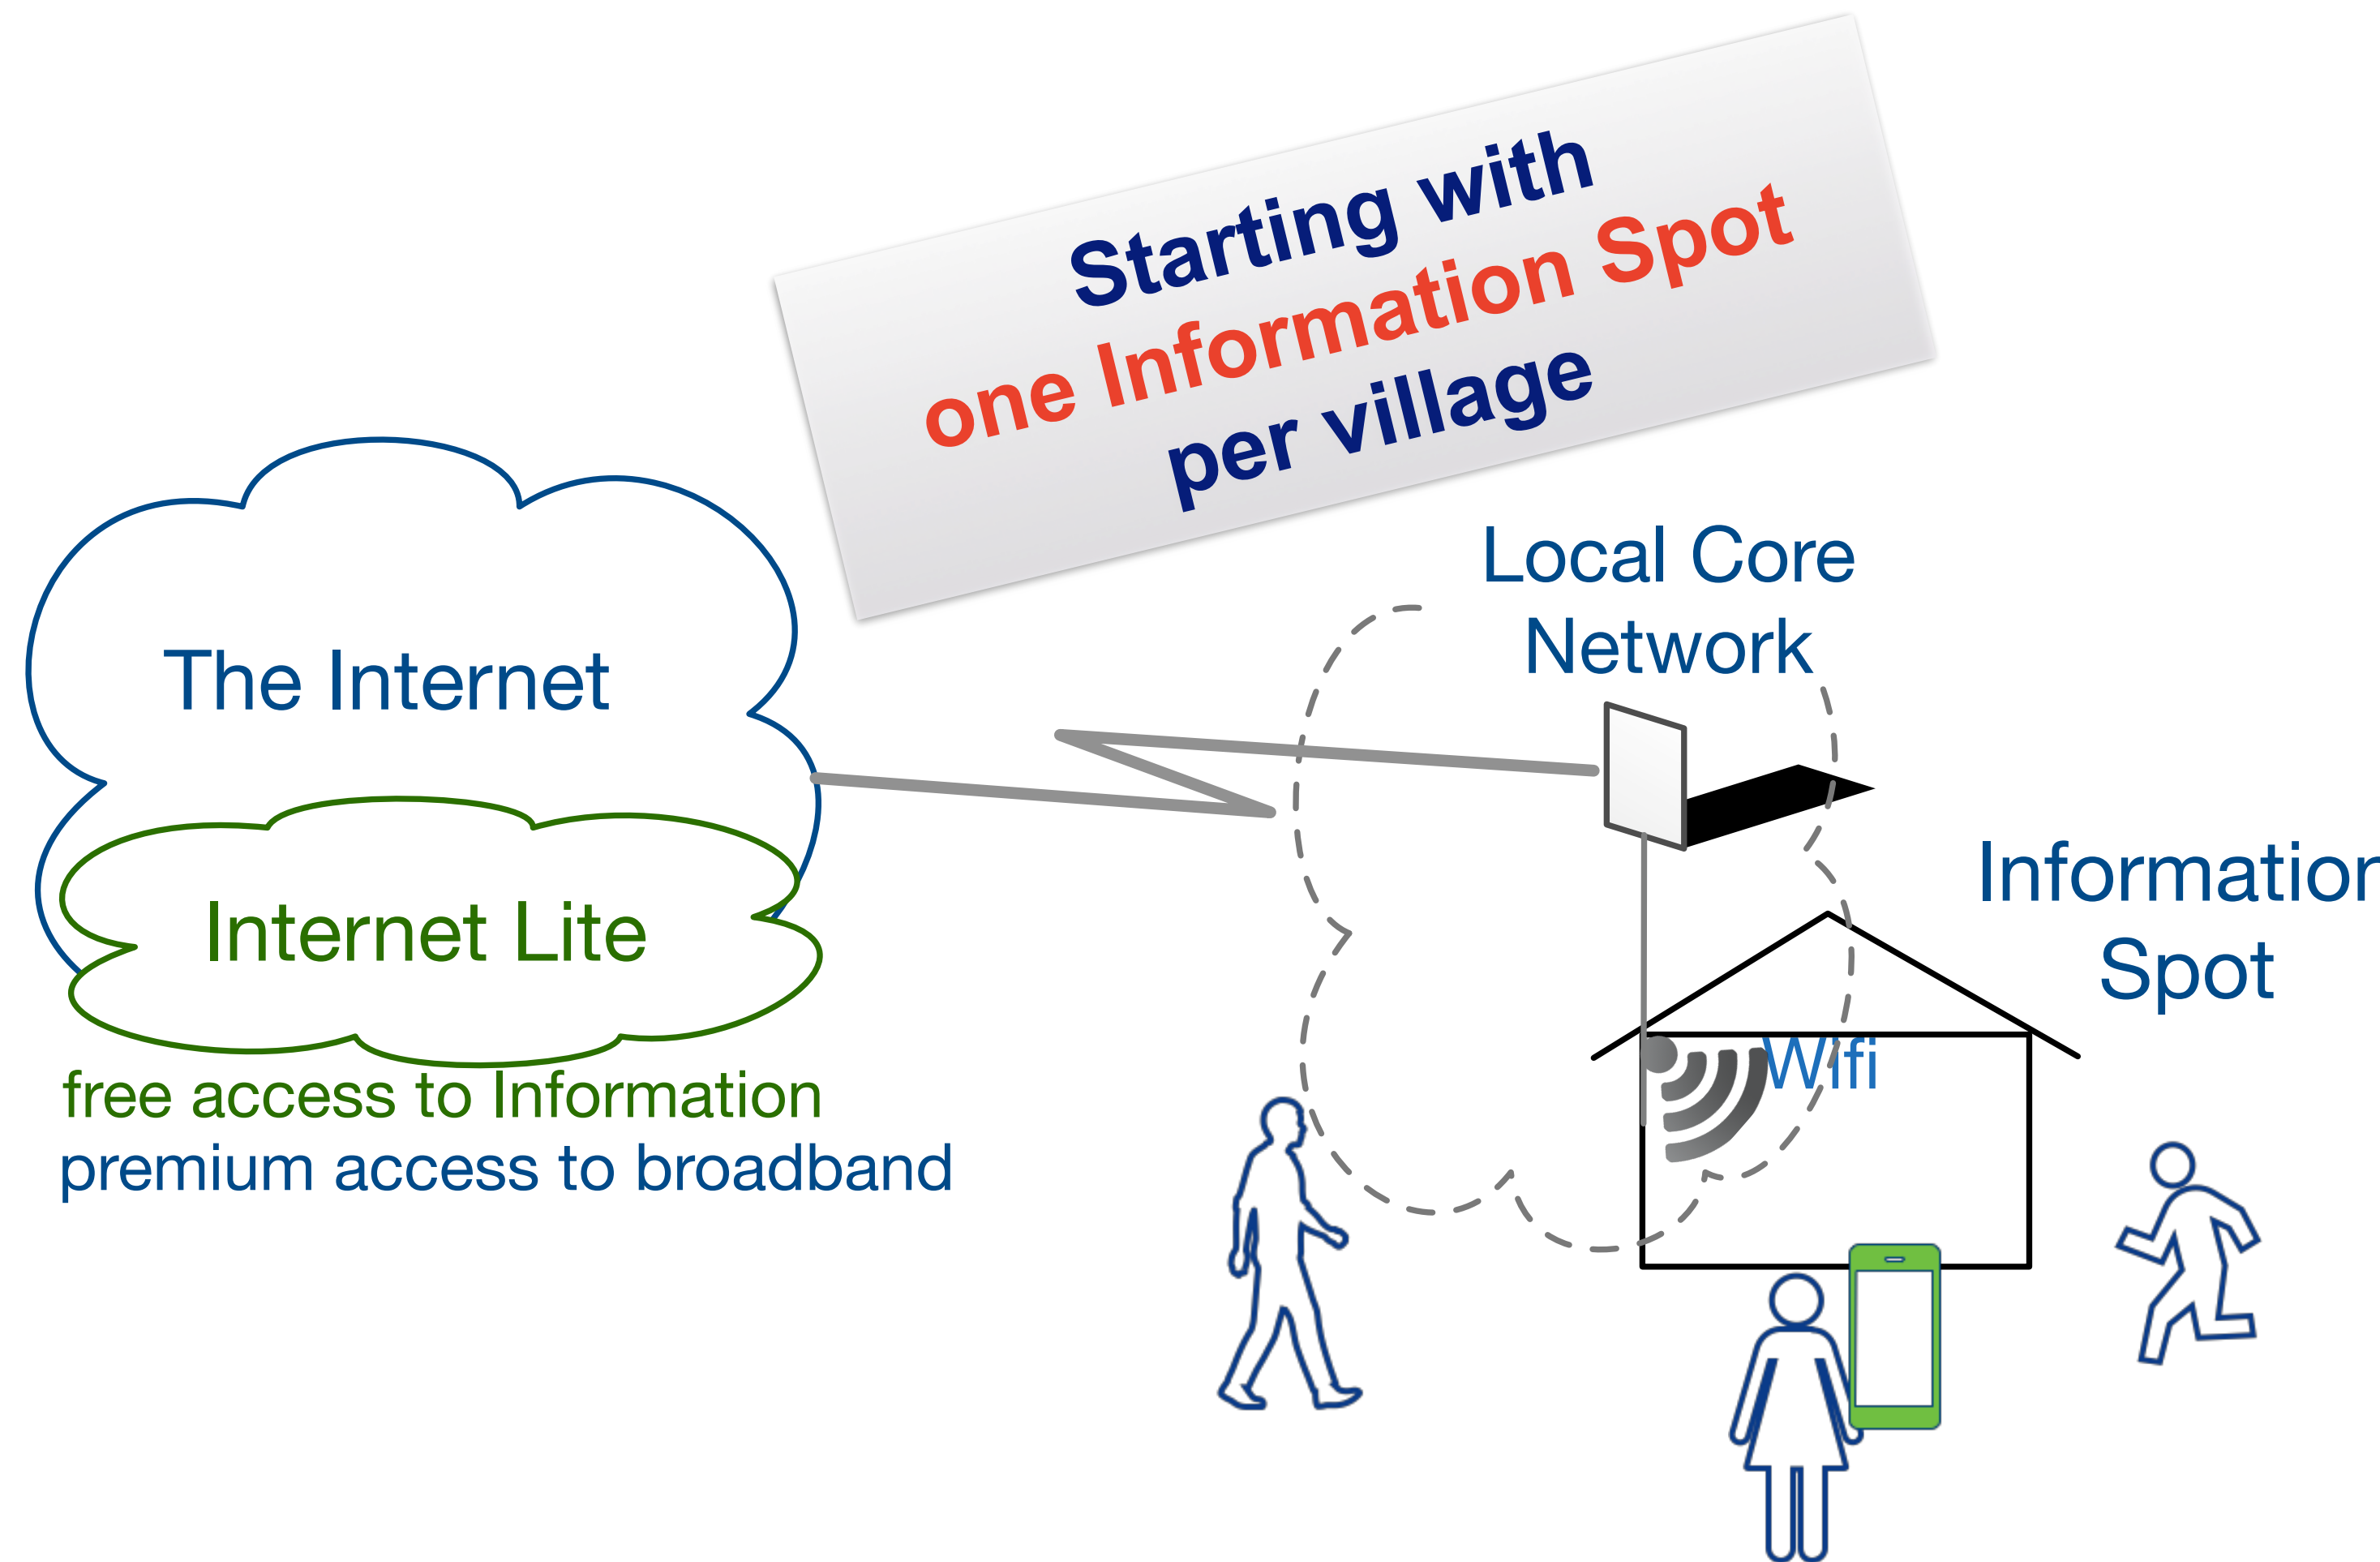 Starting with
one Information Spot
per village
Local Core
Network
The Internet
Internet Lite
free access to Information
premium access to broadband
Information
Spot
Wifi